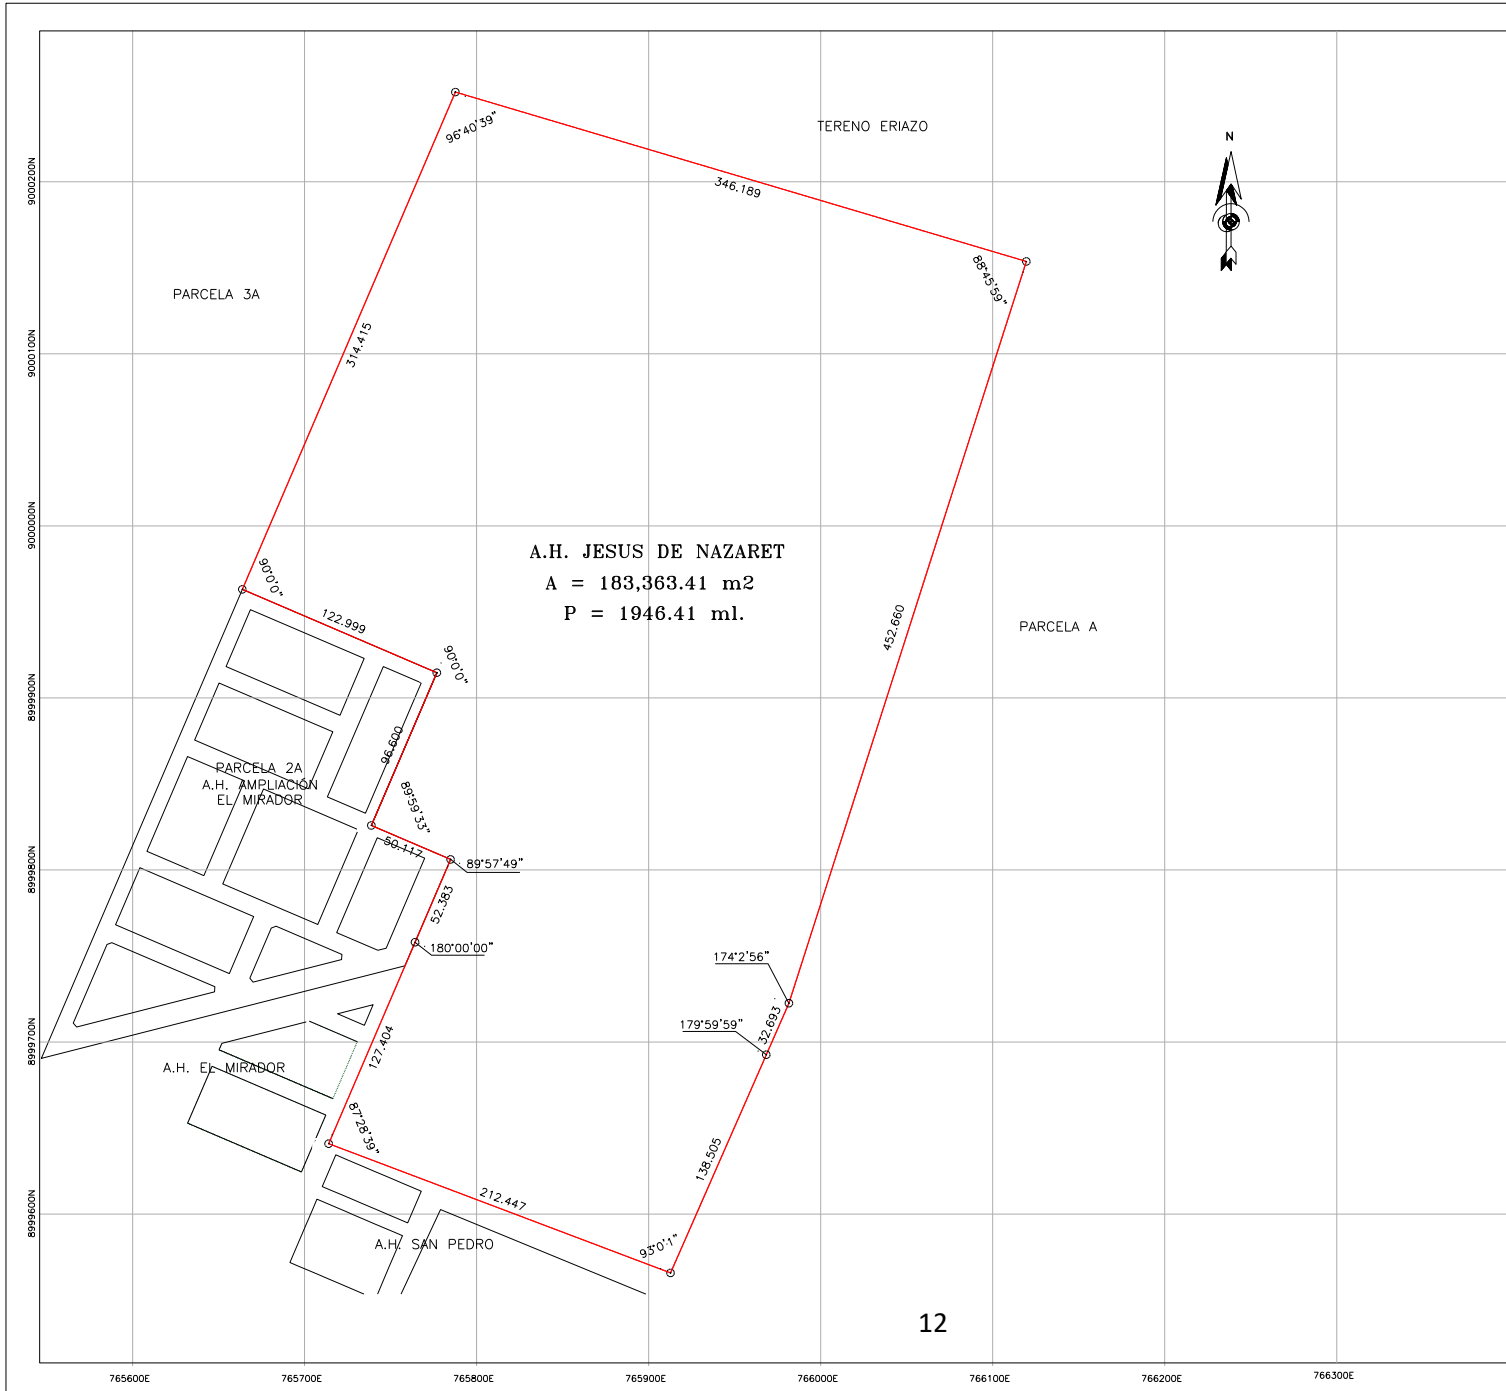 96°40'39"
TERENO ERIAZO
N
346.189
9000200N
88°45'59"
PARCELA 3A
314.415
9000100N
9000000N
A.H. JESUS DE NAZARET
A = 183,363.41 m2
P = 1946.41 ml.
90°0'0"
122.999
452.660
PARCELA A
90°0'0"
8999900N
96.600
PARCELA 2A
A.H. AMPLIACIÓN
EL MIRADOR
89°59'33"
50.117
89°57'49"
8999800N
52.383
180°00'00"
174°2'56"
32.693
179°59'59"
8999700N
127.404
A.H. EL MIRADOR
87°28'39"
138.505
212.447
8999600N
A.H. SAN PEDRO
93°0'1"
12
765600E
765700E
765800E
765900E
766000E
766100E
766200E
766300E